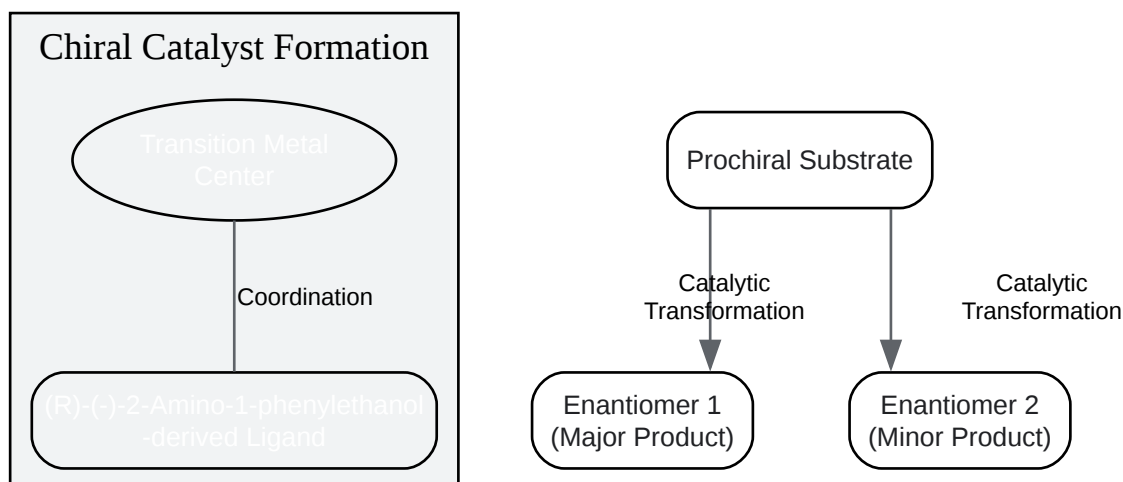 Chiral Catalyst Formation
Transition Metal
Center
Coordination
(R)-(-)-2-Amino-1-phenylethanol
-derived Ligand
Prochiral Substrate
Catalytic
Transformation
Catalytic
Transformation
Enantiomer 1
(Major Product)
Enantiomer 2
(Minor Product)